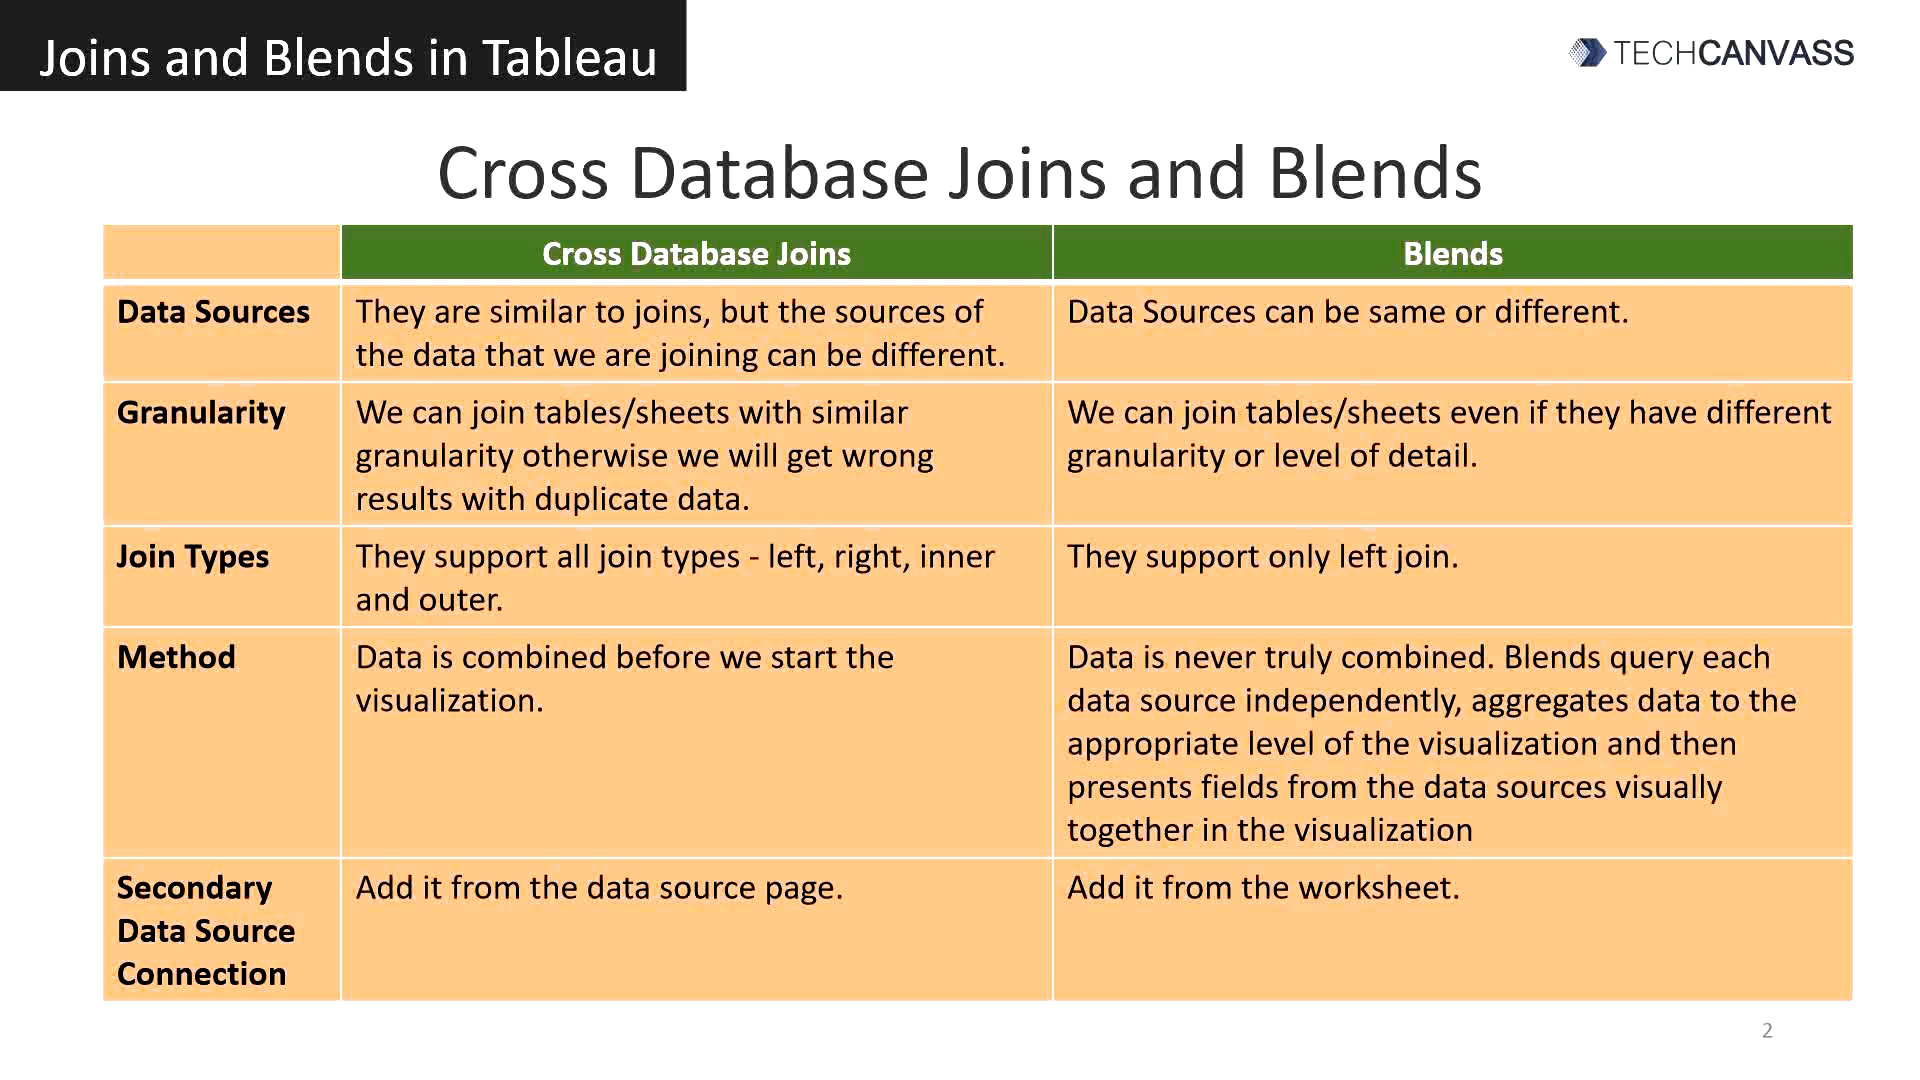 Joins and Blends in Tableau
TECHCANVASS
Cross Database Joins and Blends
Cross Database Joins
Blends
Data Sources
They are similar to joins, but the sources of
the data that we are joining can be different.
Data Sources can be same or different.
Granularity
We can join tables/sheets with similar
granularity otherwise we will get wrong
results with duplicate data.
We can join tables/sheets even if they have different
granularity or level of detail.
Join Types
They support all join types - left, right, inner
and outer.
They support only left join.
Method
Data is combined before we start the
visualization.
Data is never truly combined. Blends query each
data source independently, aggregates data to the
appropriate level of the visualization and then
presents fields from the data sources visually
together in the visualization
Secondary
Data Source
Connection
Add it from the data source page.
Add it from the worksheet.
2